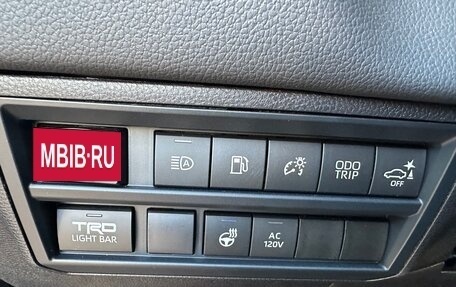 MBIB·RU
A
ODO
TRIP
OFF
TRD
LIGHT BAR
AC
120V